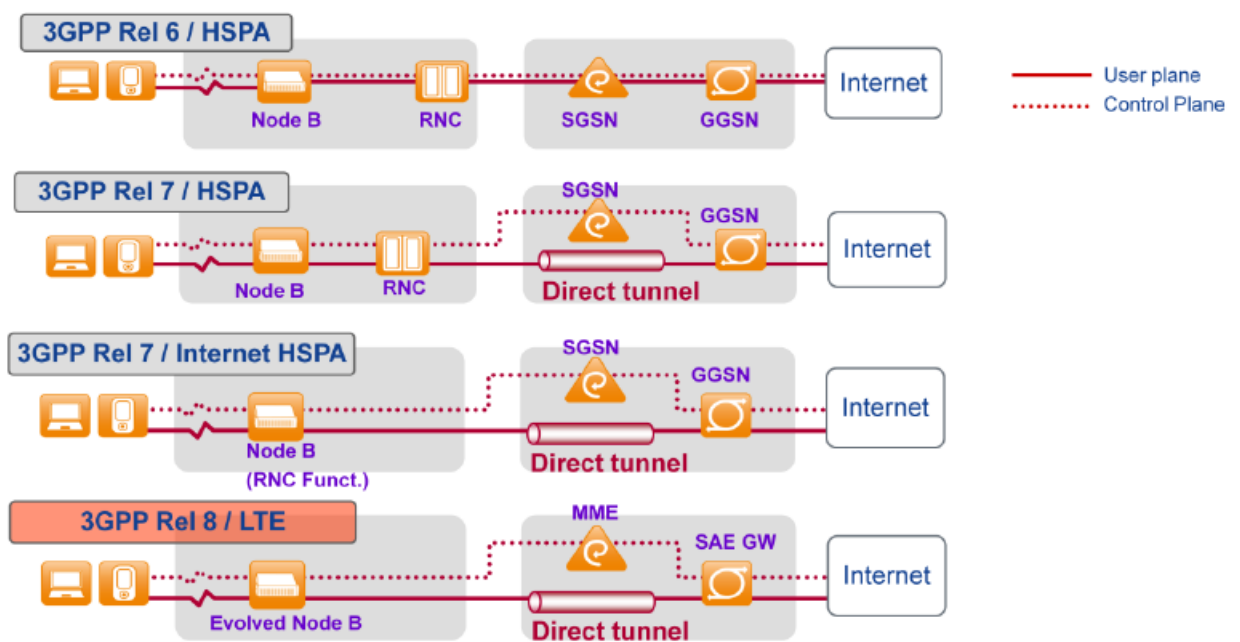 3GPP Rel 6 / HSPA
Node B
RNC
SGSN
GGSN
Internet
User plane
Control Plane
3GPP Rel 7 / HSPA
Node B
RNC
SGSN
GGSN
Direct tunnel
Internet
3GPP Rel 7 / Internet HSPA
Node B
(RNC Funct.)
SGSN
GGSN
Direct tunnel
Internet
3GPP Rel 8 / LTE
Evolved Node B
MME
SAE GW
Direct tunnel
Internet